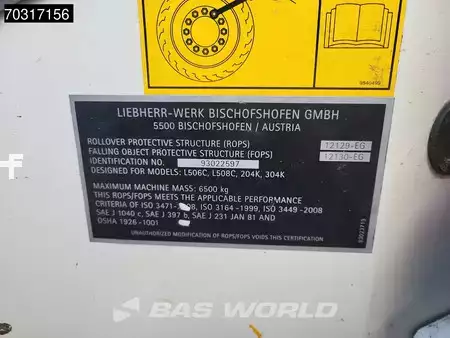 70317156
9840495
LIEBHERR-WERK BISCHOFSHOFEN GMBH
5500 BISCHOFSHOFEN / AUSTRIA
ROLLOVER PROTECTIVE STRUCTURE (ROPS) 12129-EG
FALLING OBJECT PROTECTIVE STRUCTURE (FOPS) 12130-EG
IDENTIFICATION NO. 93022597
DESIGNED FOR MODELS: L506C, L508C, 204K, 304K
MAXIMUM MACHINE MASS: 6500 kg
THIS ROPS/FOPS MEETS THE APPLICABLE PERFORMANCE
CRITERIA OF ISO 3471- , ISO 3164-1999, ISO 3449-2008
SAE J 1040 c, SAE J 397 b, SAE J 231 JAN 81 AND
OSHA 1926-1001
UNAUTHORIZED MODIFICATION OF ROPS/FOPS VOIDS THIS CERTIFICATION
BAS WORLD